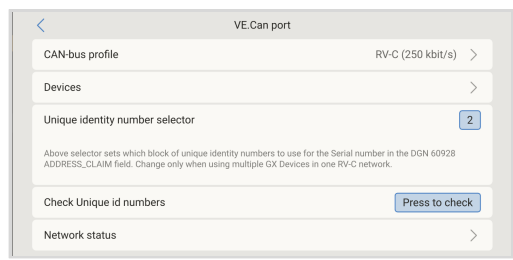 VE.Can port
CAN-bus profile RV-C (250 kbit/s)
Devices
Unique identity number selector 2
Above selector sets which block of unique identity numbers to use for the Serial number in the DGN 60928
ADDRESS_CLAIM field. Change only when using multiple GX Devices in one RV-C network.
Check Unique id numbers Press to check
Network status